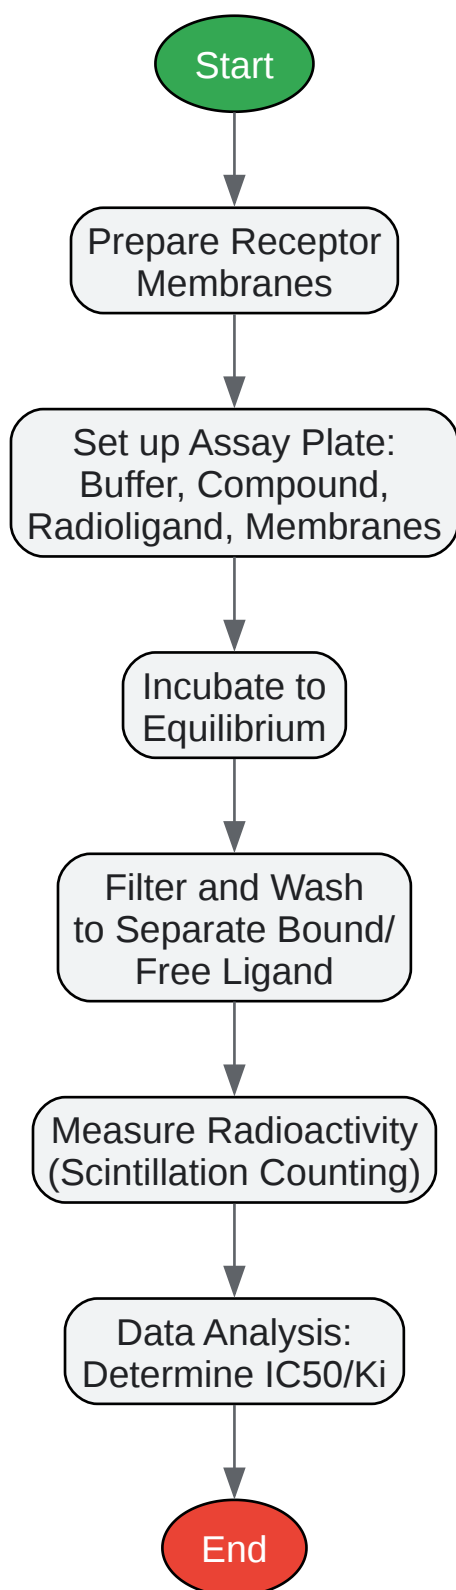 Start
Prepare Receptor
Membranes
Set up Assay Plate:
Buffer, Compound,
Radioligand, Membranes
Incubate to
Equilibrium
Filter and Wash
to Separate Bound/
Free Ligand
Measure Radioactivity
(Scintillation Counting)
Data Analysis:
Determine IC50/Ki
End